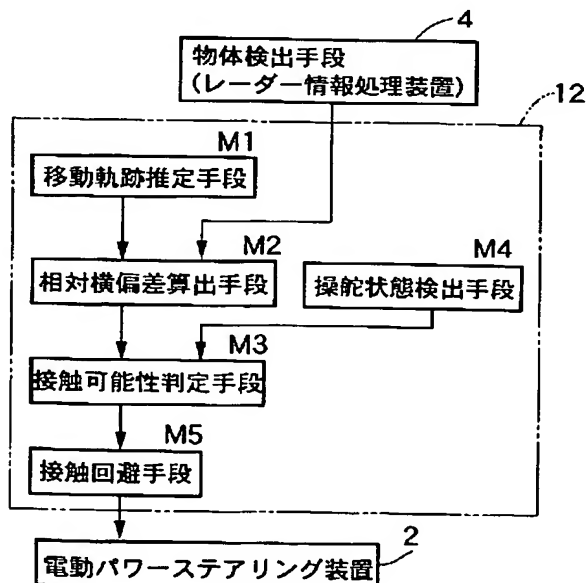 4
物体検出手段
(レーダー情報処理装置)
12
M1
移動軌跡推定手段
M2
相対横偏差算出手段
M4
操舵状態検出手段
M3
接触可能性判定手段
M5
接触回避手段
2
電動パワーステアリング装置